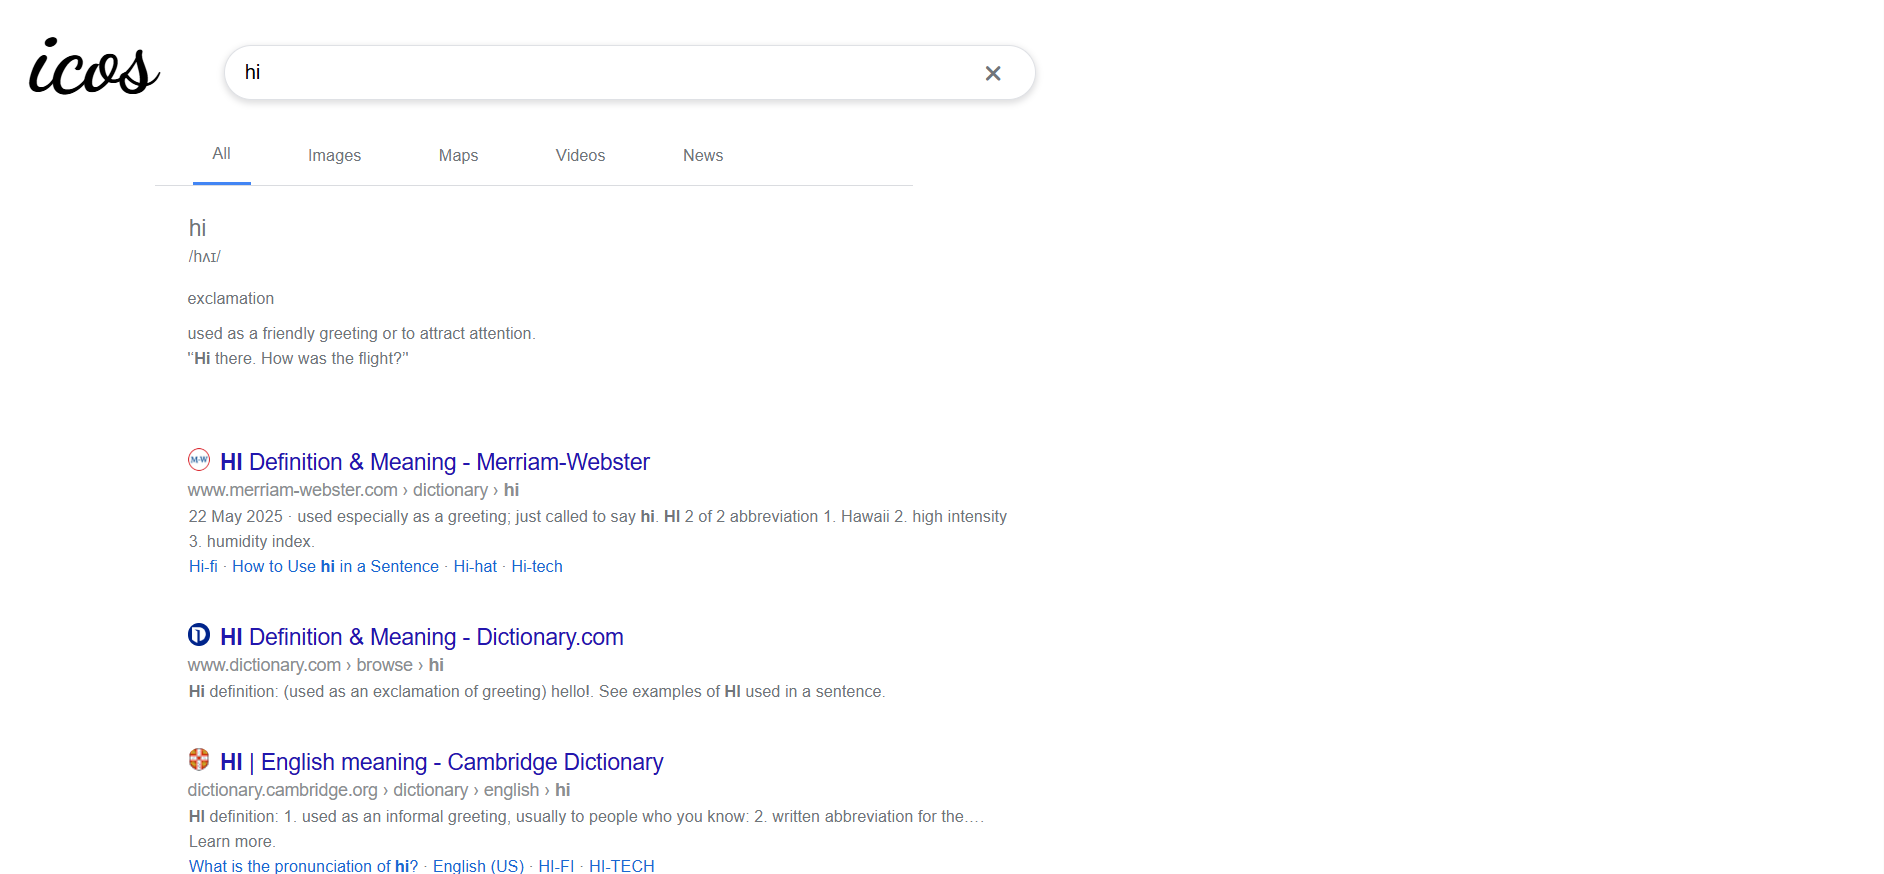 icos
hi
All Images Maps Videos News
hi
/hʌɪ/
exclamation
used as a friendly greeting or to attract attention.
"“Hi there. How was the flight?”
HI Definition & Meaning - Merriam-Webster
www.merriam-webster.com › dictionary › hi
22 May 2025 · used especially as a greeting; just called to say hi. HI 2 of 2 abbreviation 1. Hawaii 2. high intensity
3. humidity index.
Hi-fi · How to Use hi in a Sentence · Hi-hat · Hi-tech
HI Definition & Meaning - Dictionary.com
www.dictionary.com › browse › hi
Hi definition: (used as an exclamation of greeting) hello!. See examples of HI used in a sentence.
HI | English meaning - Cambridge Dictionary
dictionary.cambridge.org › dictionary › english › hi
HI definition: 1. used as an informal greeting, usually to people who you know: 2. written abbreviation for the....
Learn more.
What is the pronunciation of hi? · English (US) · HI-FI · HI-TECH